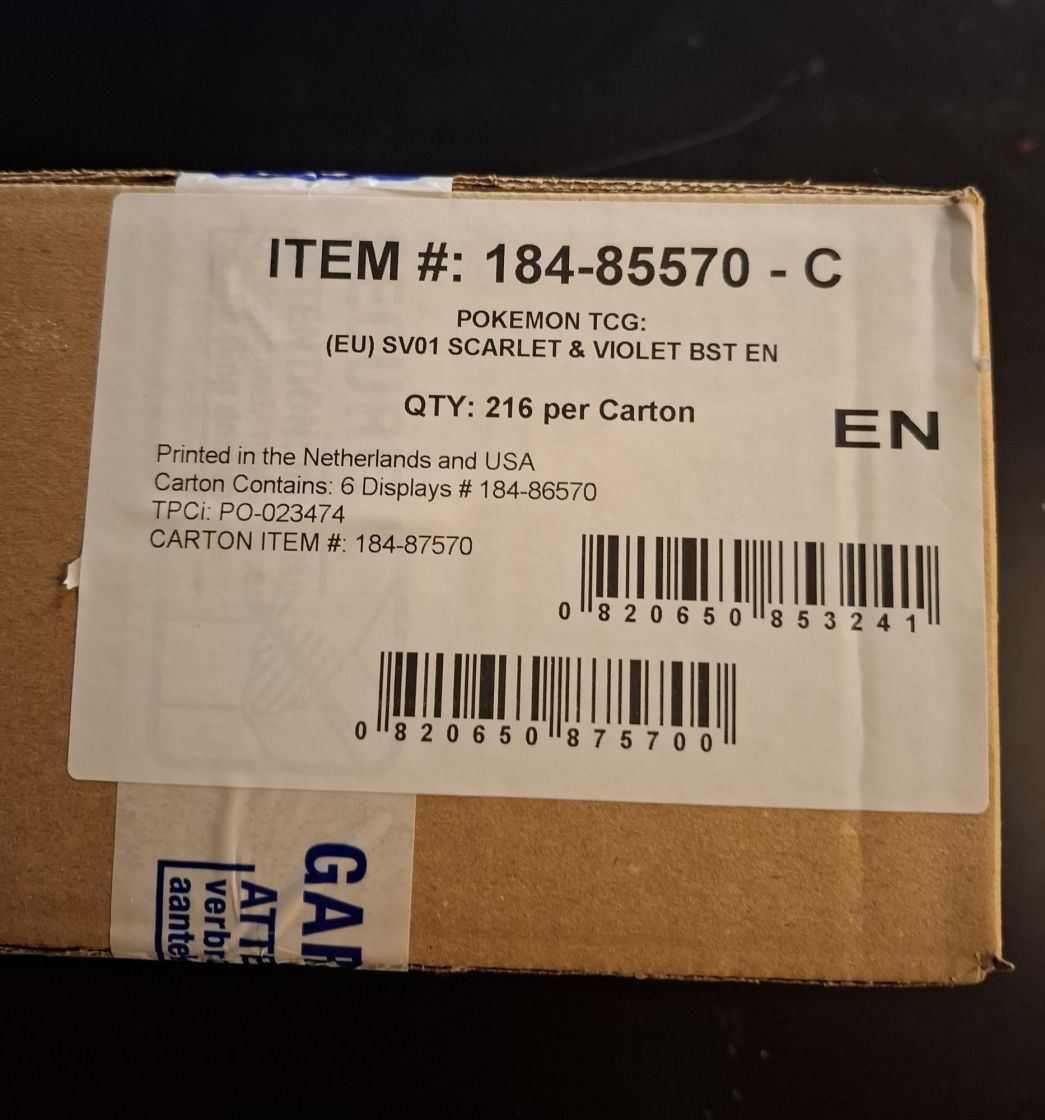 ITEM #: 184-85570 - C
POKEMON TCG:
(EU) SV01 SCARLET & VIOLET BST EN
QTY: 216 per Carton
EN
Printed in the Netherlands and USA
Carton Contains: 6 Displays # 184-86570
TPCi: PO-023474
CARTON ITEM #: 184-87570
0 820650 853241
0 820650 875700